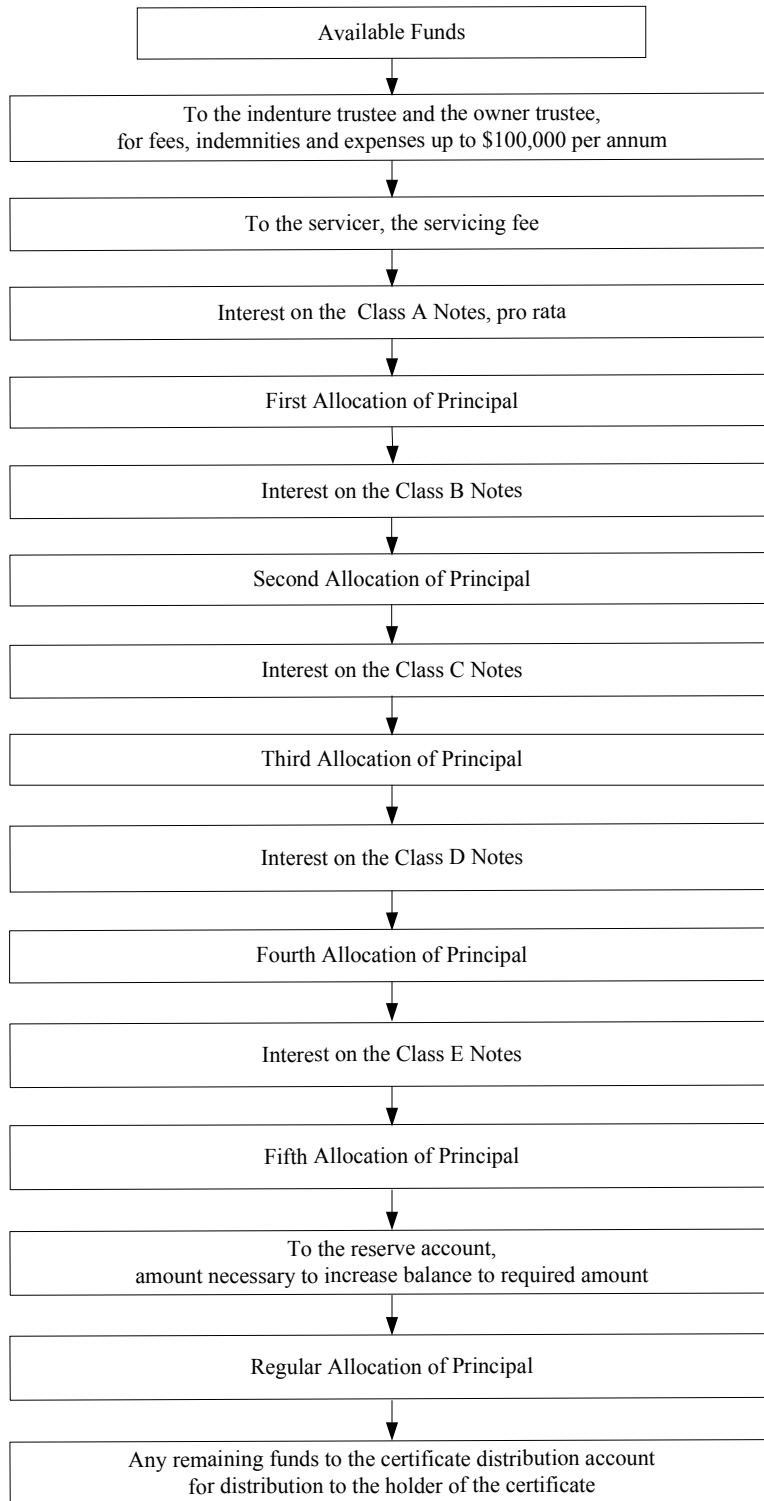 Available Funds
To the indenture trustee and the owner trustee,
for fees, indemnities and expenses up to $100,000 per annum
To the servicer, the servicing fee
Interest on the Class A Notes, pro rata
First Allocation of Principal
Interest on the Class B Notes
Second Allocation of Principal
Interest on the Class C Notes
Third Allocation of Principal
Interest on the Class D Notes
Fourth Allocation of Principal
Interest on the Class E Notes
Fifth Allocation of Principal
To the reserve account,
amount necessary to increase balance to required amount
Regular Allocation of Principal
Any remaining funds to the certificate distribution account
for distribution to the holder of the certificate